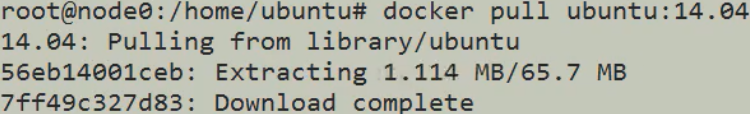 root@node0:/home/ubuntu# docker pull ubuntu:14.04
14.04: Pulling from library/ubuntu
56eb14001ceb: Extracting 1.114 MB/65.7 MB
7ff49c327d83: Download complete